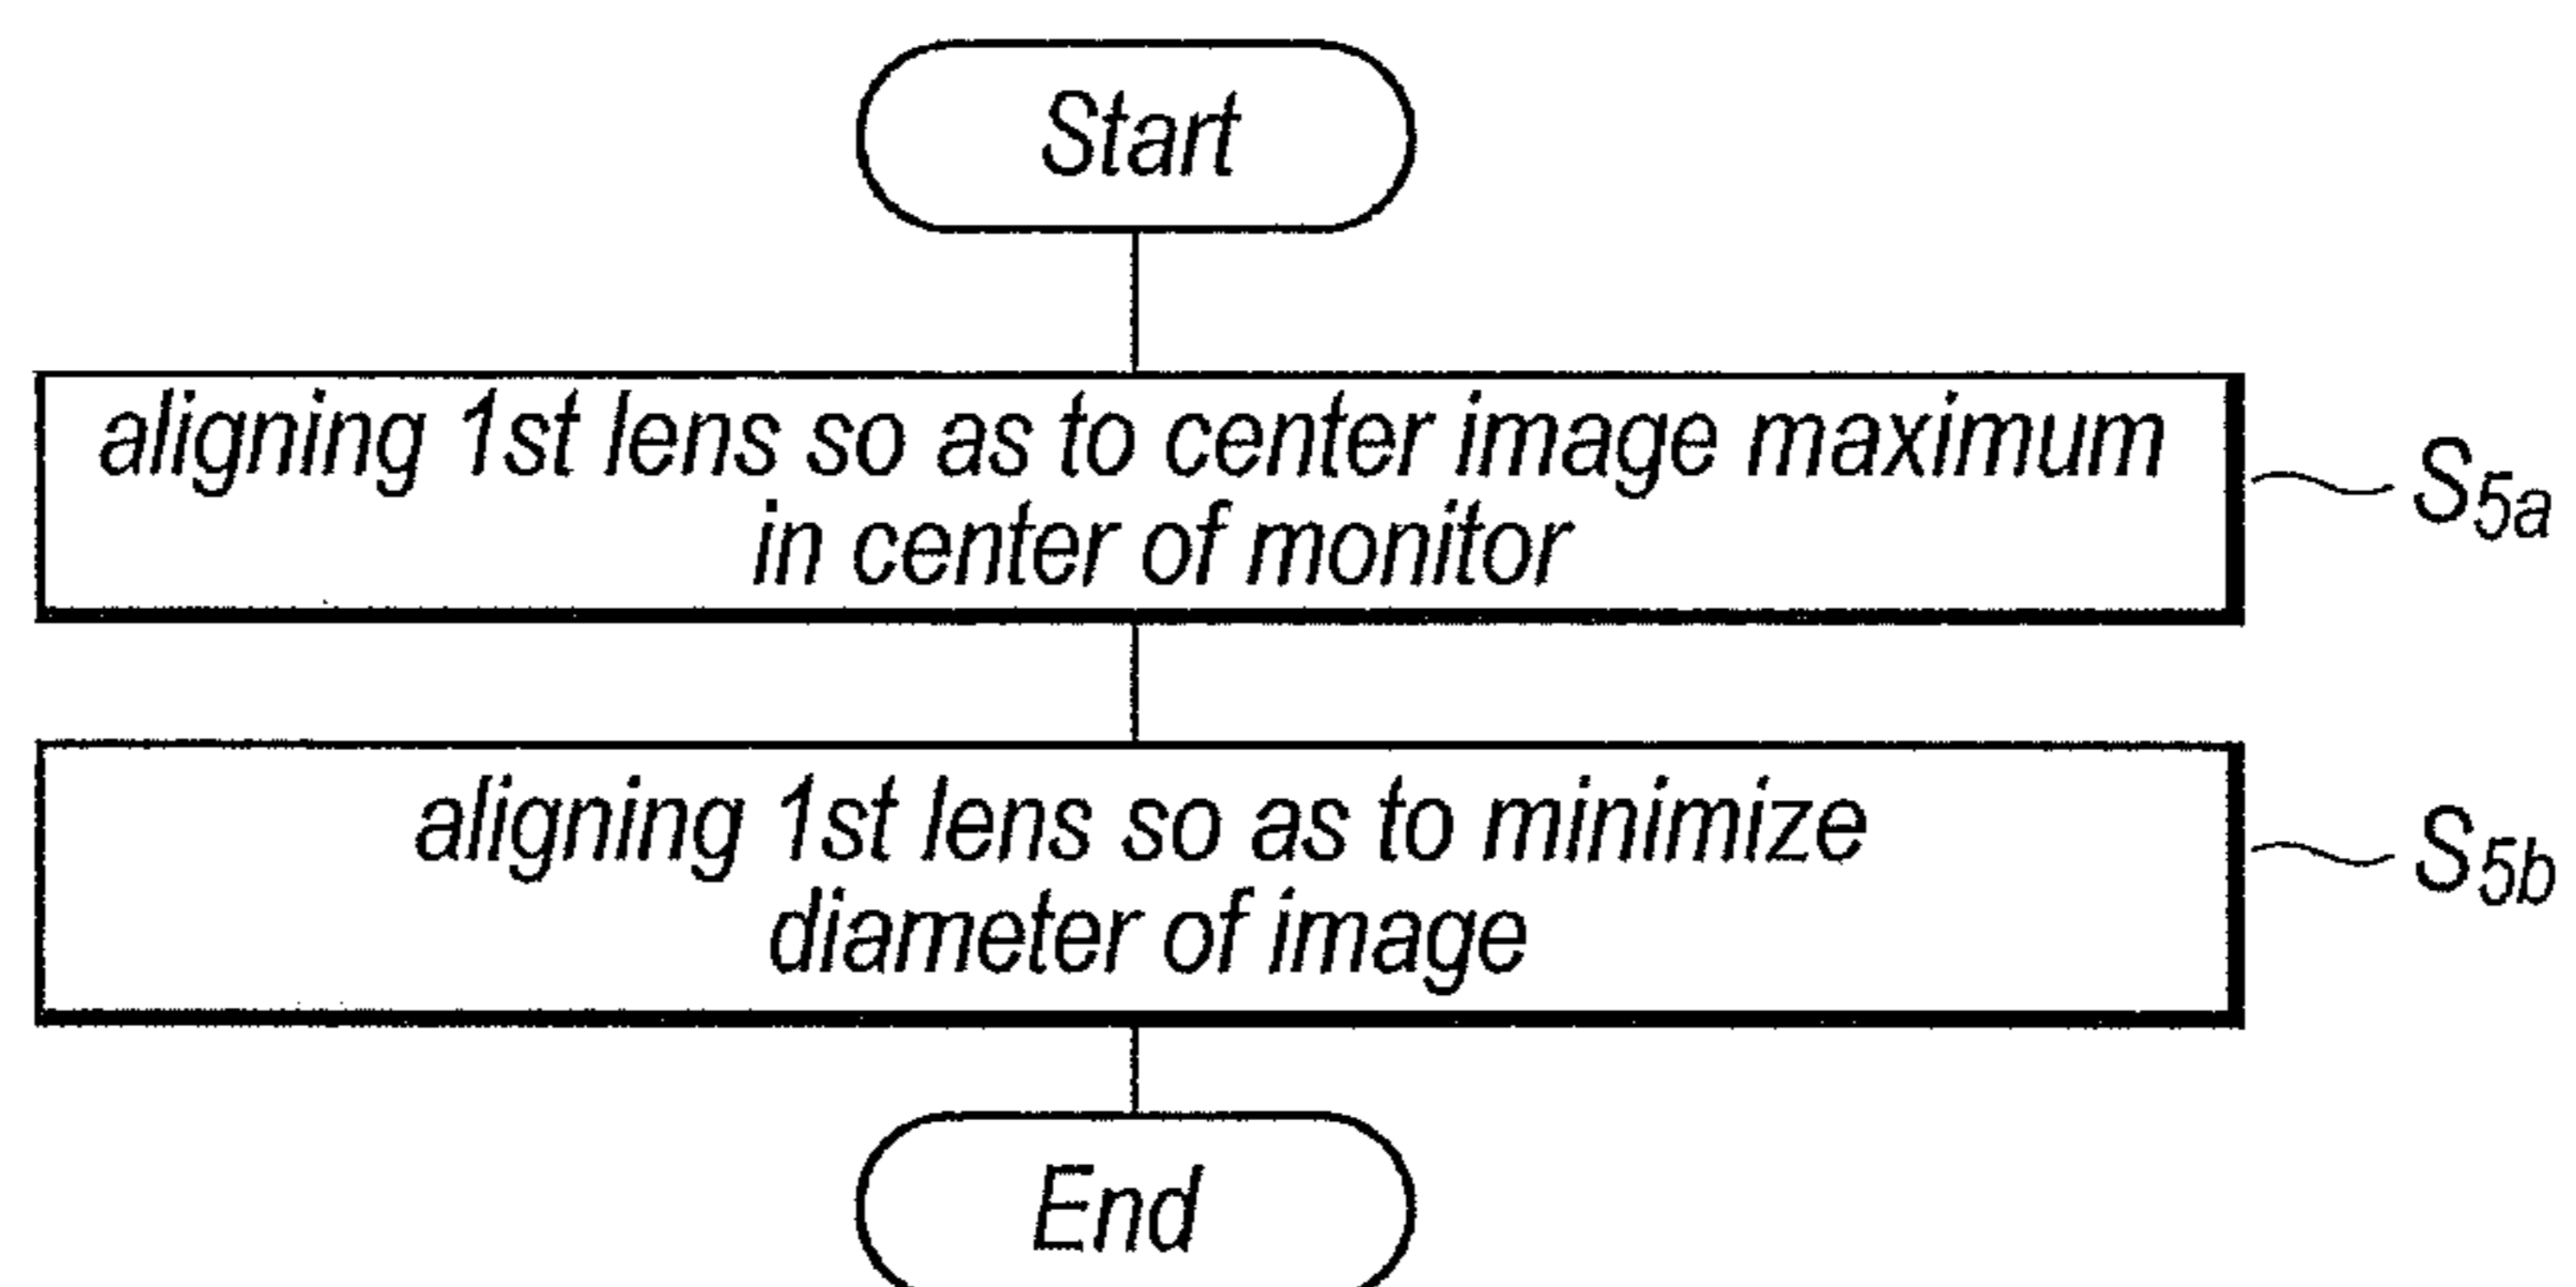 Start
aligning 1st lens so as to center image maximum
in center of monitor
S5a
aligning 1st lens so as to minimize
diameter of image
S5b
End